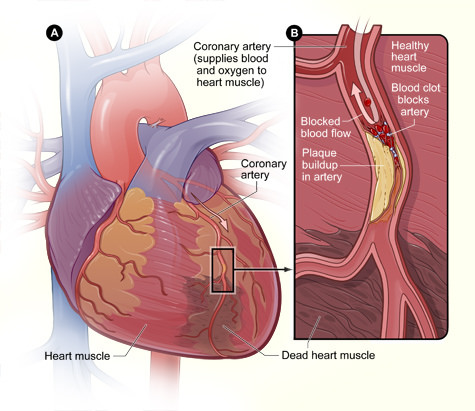 A
B
Coronary artery
(supplies blood
and oxygen to
heart muscle)
Healthy
heart
muscle
Blood clot
blocks
artery
Blocked
blood flow
Plaque
buildup
in artery
Coronary
artery
Heart muscle
Dead heart muscle